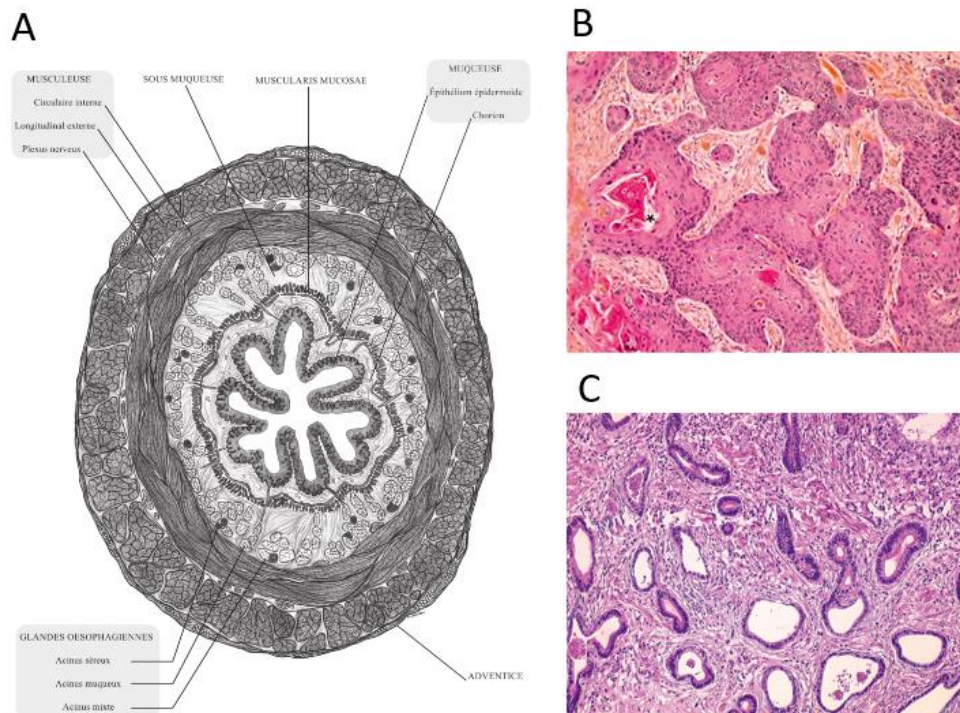 A
B
MUSCULEUSE
Circulaire interne
Longitudinal externe
Plexus nerveux
SOUS MUQUEUSE
MUSCULARIS MUCOSAE
MUQUEUSE
Épithélium épidermoïde
Chorion
*
C
GLANDES OESOPHAGIENNES
Acinus séreux
Acinus muqueux
Acinus mixte
ADVENTICE